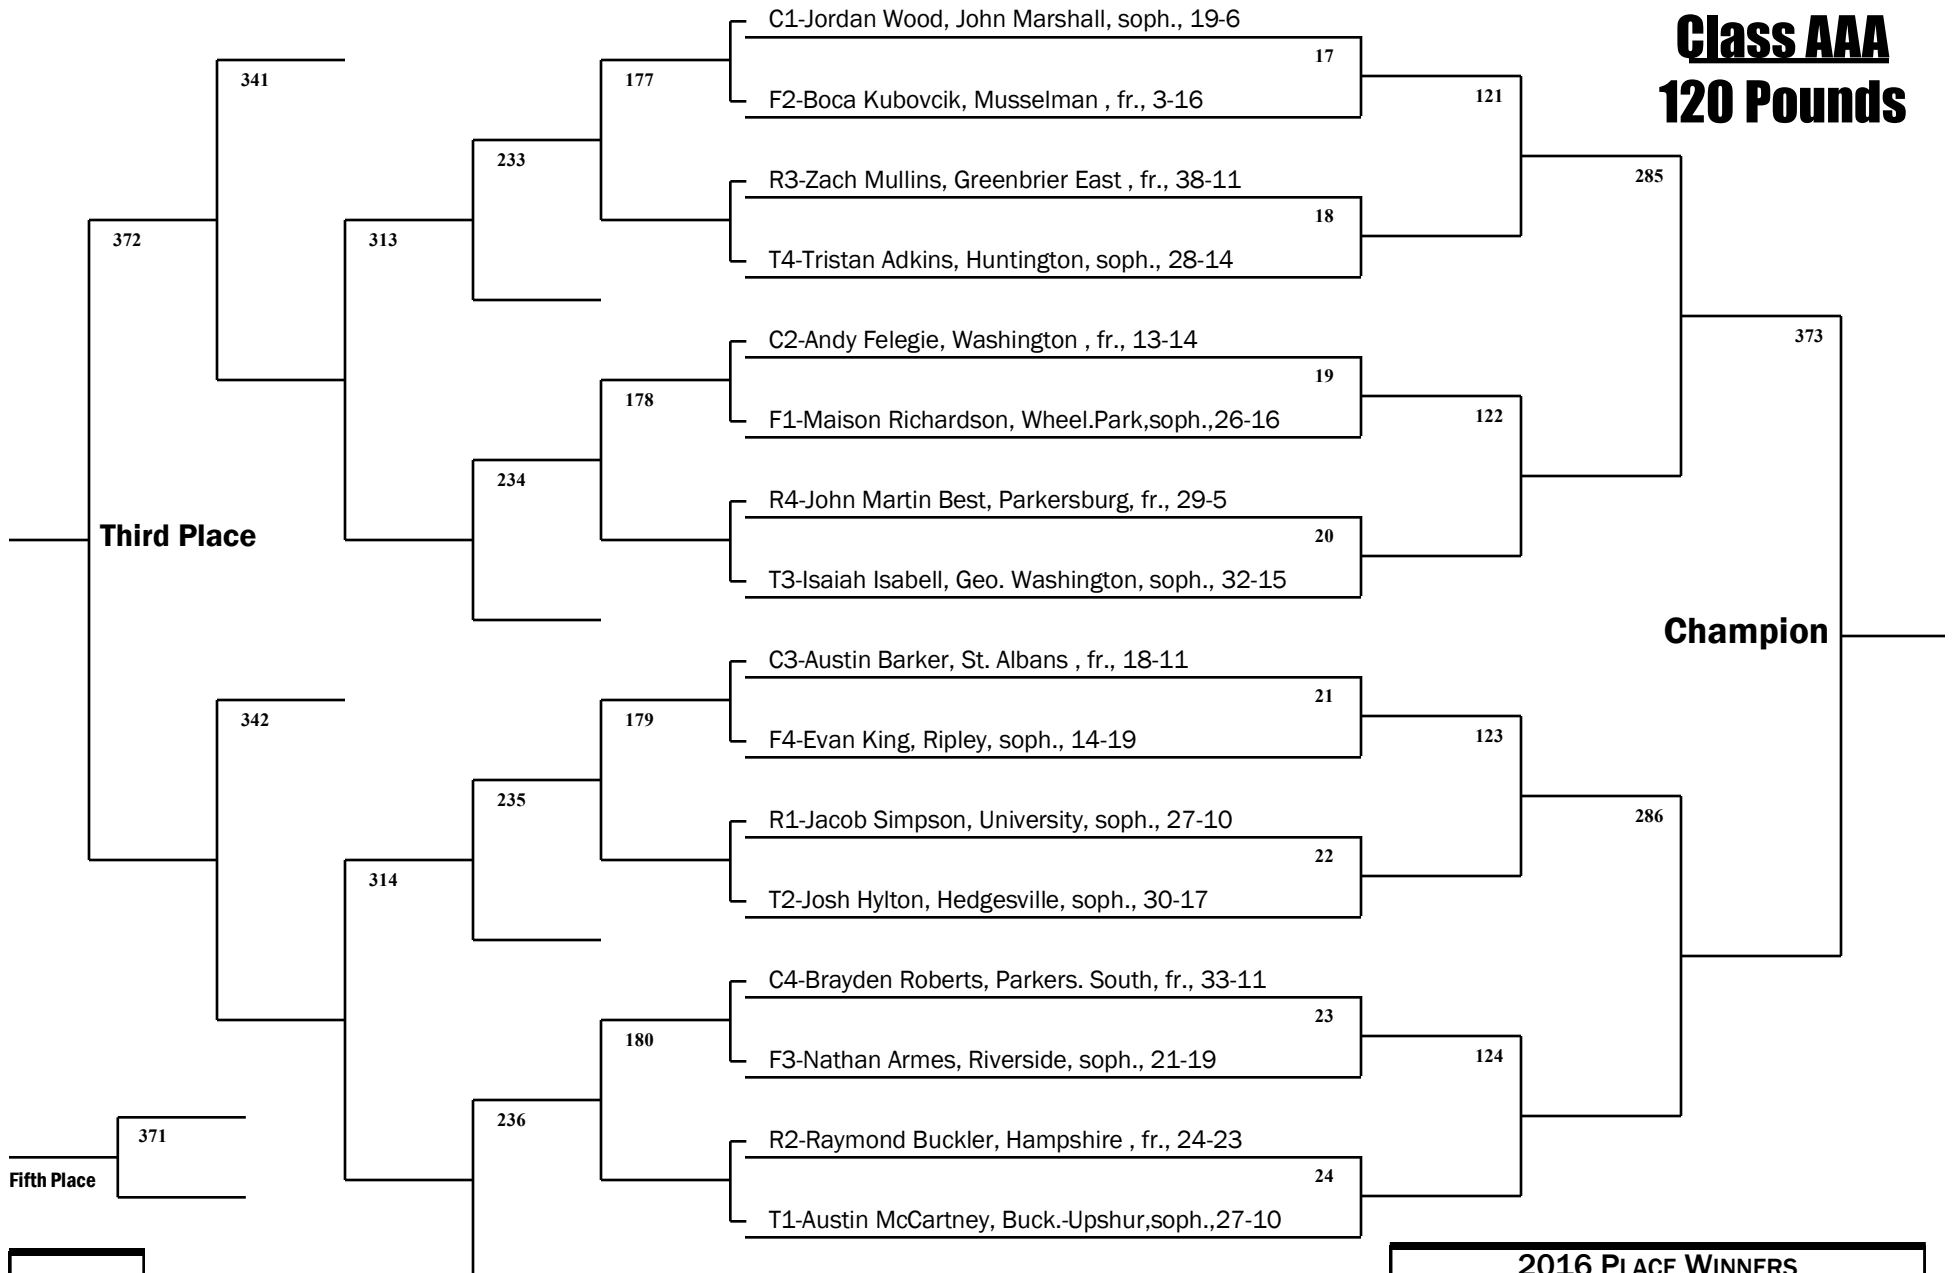 Class AAA
120 Pounds
C1-Jordan Wood, John Marshall, soph., 19-6
17
341
177
F2-Boca Kubovcik, Musselman , fr., 3-16
121
233
R3-Zach Mullins, Greenbrier East , fr., 38-11
285
18
372
313
T4-Tristan Adkins, Huntington, soph., 28-14
C2-Andy Felegie, Washington , fr., 13-14
373
19
178
F1-Maison Richardson, Wheel.Park,soph.,26-16
122
234
R4-John Martin Best, Parkersburg, fr., 29-5
Third Place
20
T3-Isaiah Isabell, Geo. Washington, soph., 32-15
Champion
C3-Austin Barker, St. Albans , fr., 18-11
21
342
179
F4-Evan King, Ripley, soph., 14-19
123
235
R1-Jacob Simpson, University, soph., 27-10
286
22
314
T2-Josh Hylton, Hedgesville, soph., 30-17
C4-Brayden Roberts, Parkers. South, fr., 33-11
23
180
F3-Nathan Armes, Riverside, soph., 21-19
124
236
371
R2-Raymond Buckler, Hampshire , fr., 24-23
Fifth Place
24
T1-Austin McCartney, Buck.-Upshur,soph.,27-10
2016 PLACE WINNERS